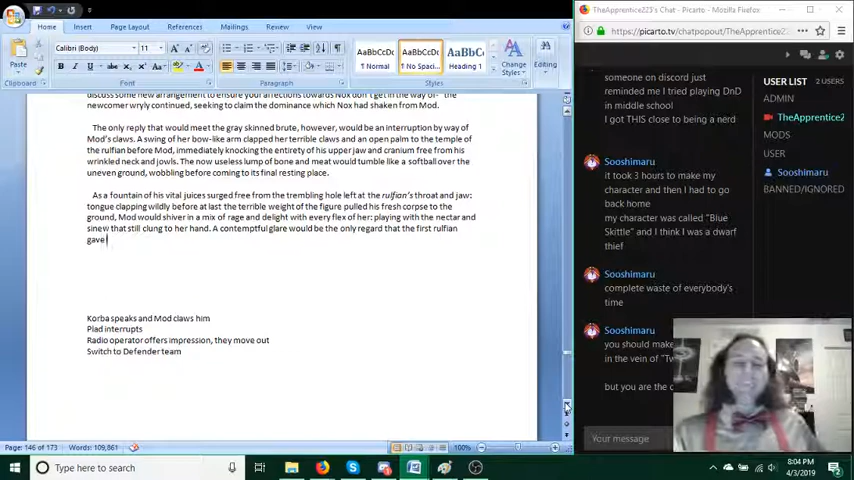 TheApprentice223's Chat - Picarto - Mozilla Firefox
Home Insert Page Layout References Mailings Review View
https://picarto.tv/chatpopout/TheApprentice223
Paste
Calibri (Body) 11
AaBbCcDc AaBbCcDc AaBbC
¶ Normal ¶ No Spaci... Heading 1
Change Styles
Editing
Clipboard Font Paragraph Styles
discuss some new arrangement to ensure your affections towards Nox don't get in the way of-" the
newcomer wryly continued, seeking to claim the dominance which Nox had shaken from Mod.
The only reply that would meet the gray skinned brute, however, would be an interruption by way of
Mod's claws. A swing of her bow-like arm clapped her terrible claws and an open palm to the temple of
the rulfian before Mod, immediately knocking the entirety of his upper jaw and cranium free from his
wrinkled neck and jowls. The now useless lump of bone and meat would tumble like a softball over the
uneven ground, wobbling before coming to its final resting place.
As a fountain of his vital juices surged free from the trembling hole left at the rulfian's throat and jaw:
tongue clapping wildly before at last the terrible weight of the figure pulled his fresh corpse to the
ground, Mod would shiver in a mix of rage and delight with every flex of her: playing with the nectar and
sinew that still clung to her hand. A contemptful glare would be the only regard that the first rulfian
gave
Korba speaks and Mod claws him
Plad interrupts
Radio operator offers impression, they move out
Switch to Defender team
Page: 146 of 173 Words: 109,861
100%
someone on discord just
reminded me I tried playing DnD
in middle school
I got THIS close to being a nerd
Sooshimaru
it took 3 hours to make my
character and then I had to go
back home
my character was called "Blue
Skittle" and I think I was a dwarf
thief
Sooshimaru
complete waste of everybody's
time
Sooshimaru
you should make
in the vein of "Tw
but you are the c
Your message
USER LIST 2 USERS
ADMIN
TheApprentice2
MODS
USER
Sooshimaru
BANNED/IGNORED
Type here to search
8:04 PM
4/3/2019